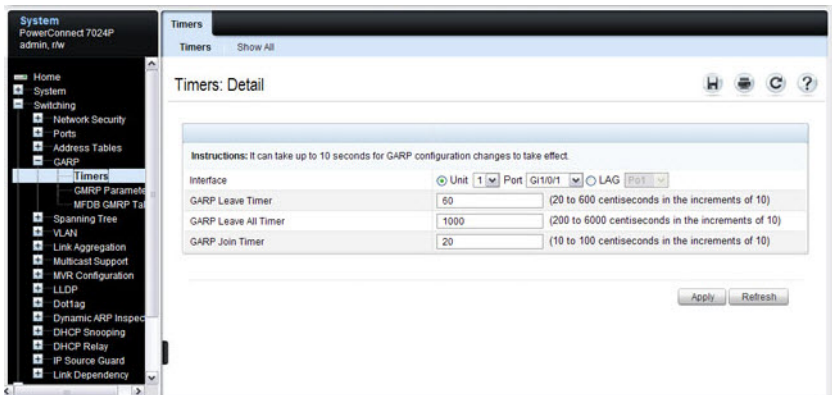 System
PowerConnect 7024P
admin, r/w
Home
System
Switching
Network Security
Ports
Address Tables
GARP
Timers
GMRP Paramete
MFDB GMRP Tal
Spanning Tree
VLAN
Link Aggregation
Multicast Support
MVR Configuration
LLDP
Dot1ag
Dynamic ARP Inspec
DHCP Snooping
DHCP Relay
IP Source Guard
Link Dependency
Timers
Timers Show All
Timers: Detail
Instructions: It can take up to 10 seconds for GARP configuration changes to take effect.
Interface Unit 1 Port Gi1/0/1 LAG Po1
GARP Leave Timer 60 (20 to 600 centiseconds in the increments of 10)
GARP Leave All Timer 1000 (200 to 6000 centiseconds in the increments of 10)
GARP Join Timer 20 (10 to 100 centiseconds in the increments of 10)
Apply Refresh